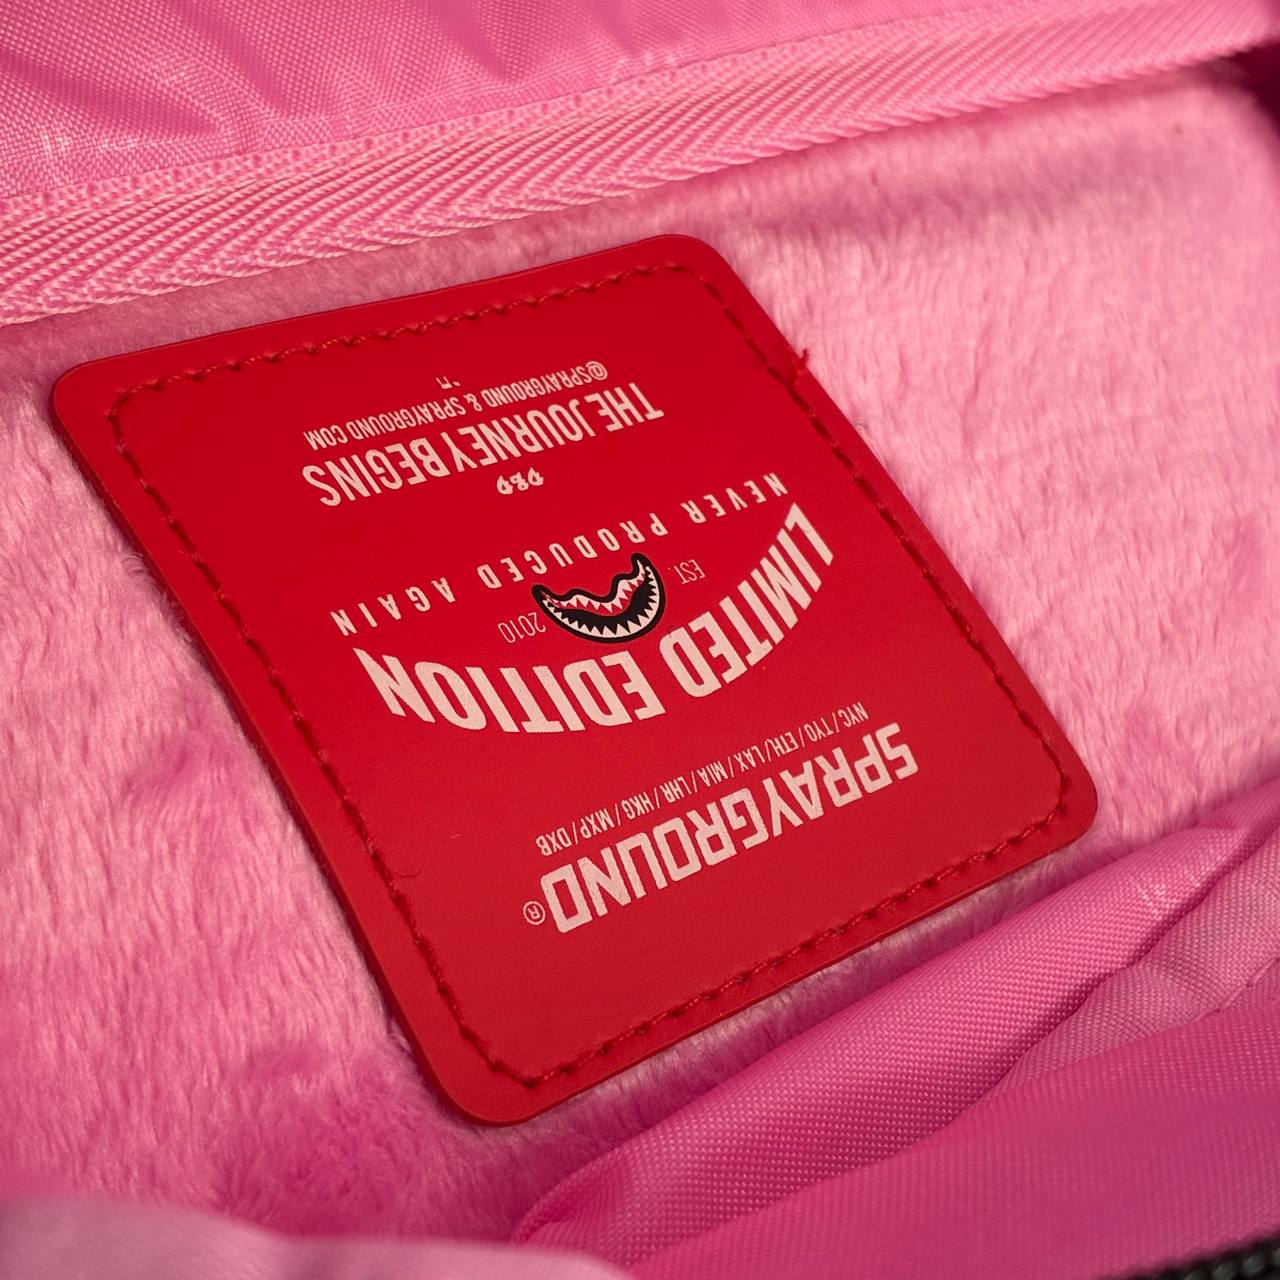 SPRAYGROUND®
NYC/TYO/ETH/LAX/MIA/LHR/HKG/MXP/DXB
LIMITED EDITION
EST. 2010
NEVER PRODUCED AGAIN
THE JOURNEY BEGINS
@SPRAYGROUND & SPRAYGROUND COM